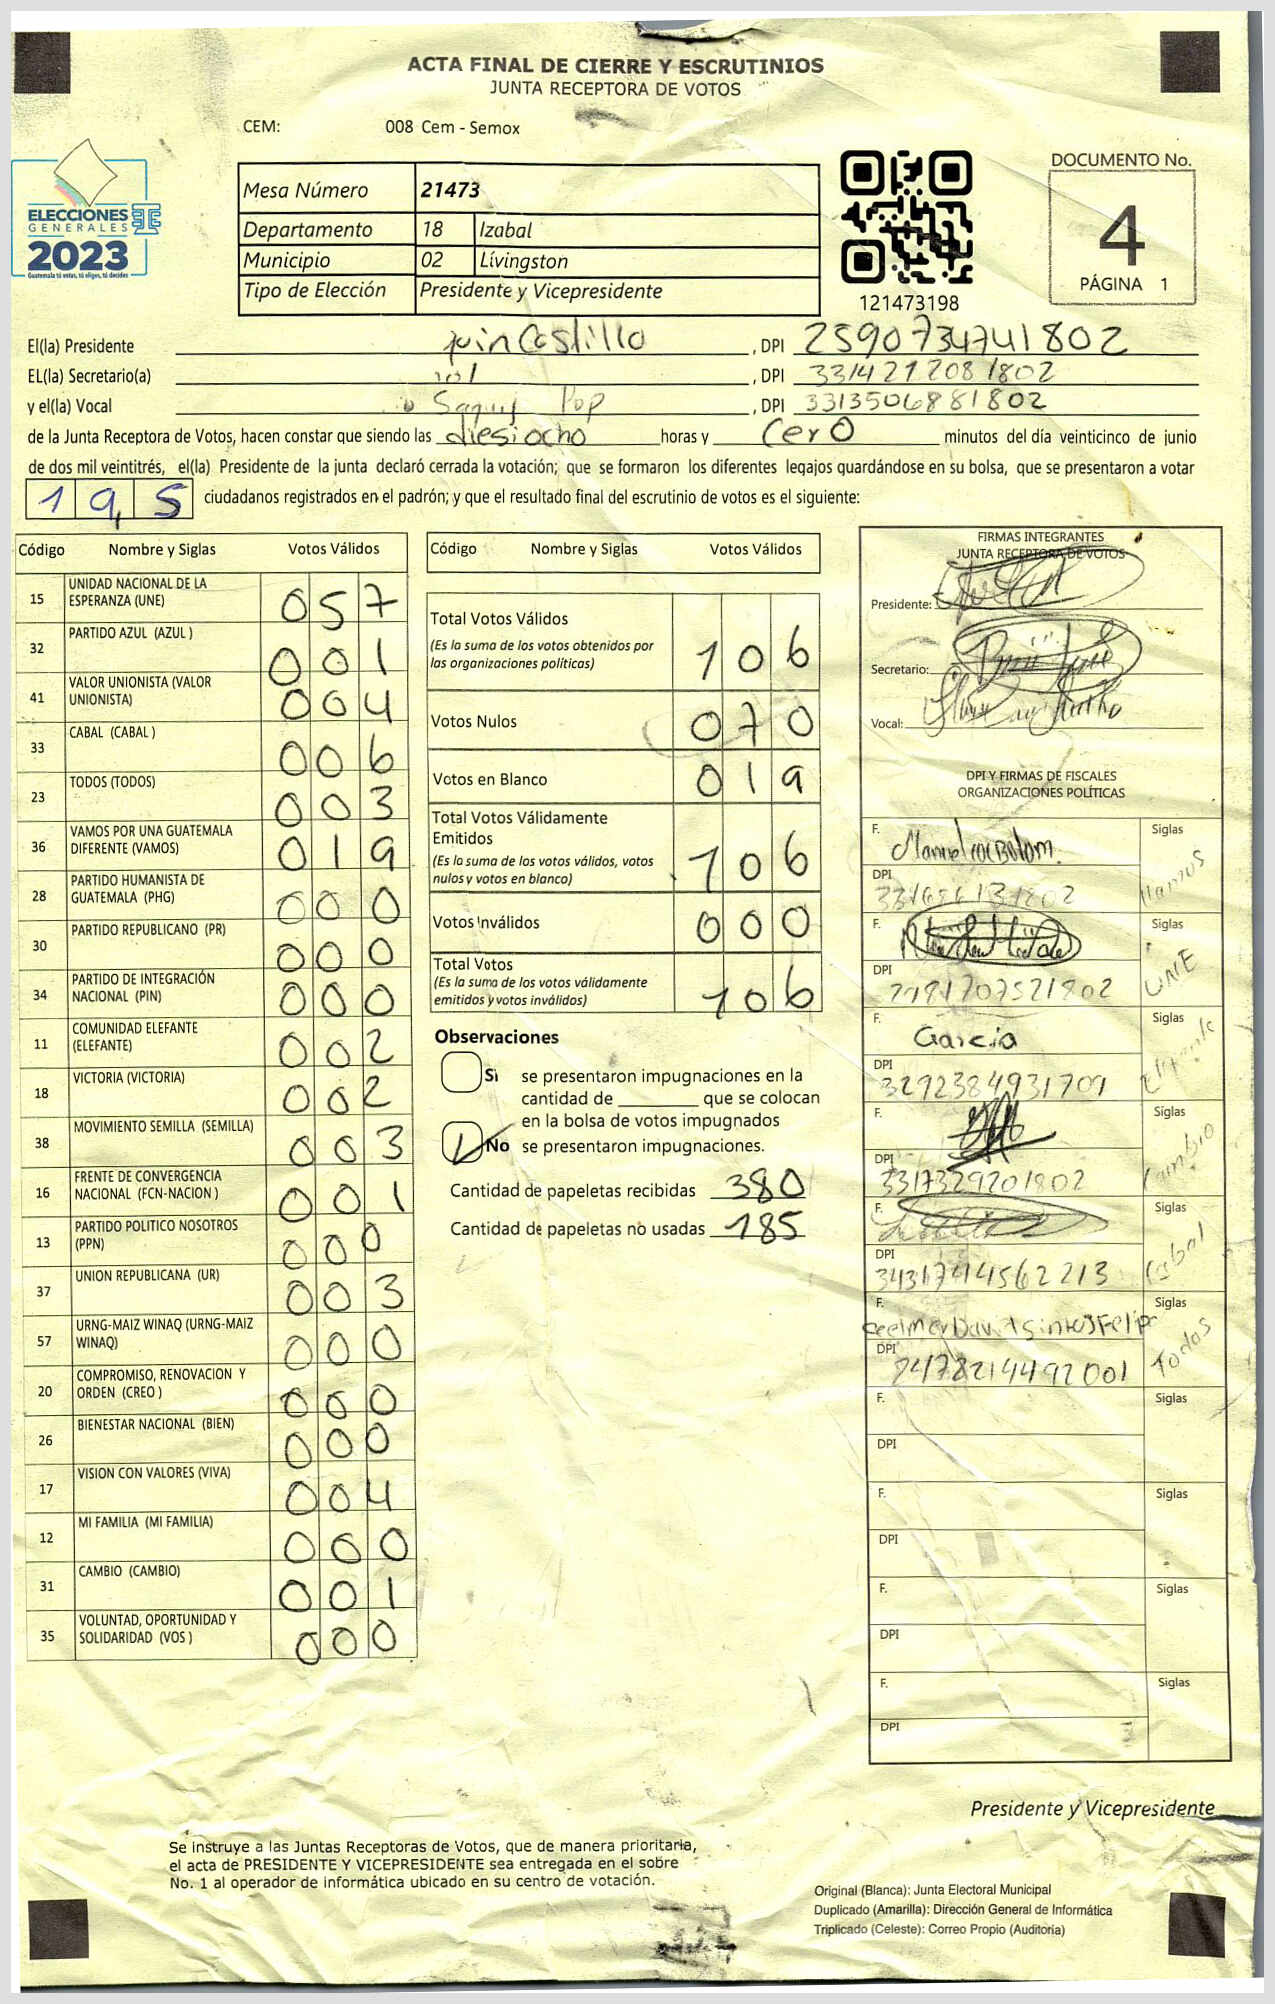 ACTA FINAL DE CIERRE Y ESCRUTINIOS
JUNTA RECEPTORA DE VOTOS
CEM: 008 Cem - Semox
ELECCIONES
GENERALES
2023
Guatemala tú votas, tú eliges, tú decides
Mesa Número 21473
Departamento 18 Izabal
Municipio 02 Livingston
Tipo de Elección Presidente y Vicepresidente
121473198
DOCUMENTO No.
4
PÁGINA 1
El(la) Presidente Castillo , DPI 2590734741802
EL(la) Secretario(a) , DPI 3314212081802
y el(la) Vocal Pop , DPI 3313506881802
de la Junta Receptora de Votos, hacen constar que siendo las diesiocho horas y cero minutos del día veinticinco de junio
de dos mil veintitrés, el(la) Presidente de la junta declaró cerrada la votación; que se formaron los diferentes legajos guardándose en su bolsa, que se presentaron a votar
19,5 ciudadanos registrados en el padrón; y que el resultado final del escrutinio de votos es el siguiente:
Código Nombre y Siglas Votos Válidos
15 UNIDAD NACIONAL DE LA ESPERANZA (UNE) 057
32 PARTIDO AZUL (AZUL ) 001
41 VALOR UNIONISTA (VALOR UNIONISTA) 004
33 CABAL (CABAL ) 006
23 TODOS (TODOS) 003
36 VAMOS POR UNA GUATEMALA DIFERENTE (VAMOS) 019
28 PARTIDO HUMANISTA DE GUATEMALA (PHG) 000
30 PARTIDO REPUBLICANO (PR) 000
34 PARTIDO DE INTEGRACIÓN NACIONAL (PIN) 000
11 COMUNIDAD ELEFANTE (ELEFANTE) 002
18 VICTORIA (VICTORIA) 002
38 MOVIMIENTO SEMILLA (SEMILLA) 003
16 FRENTE DE CONVERGENCIA NACIONAL (FCN-NACION ) 001
13 PARTIDO POLITICO NOSOTROS (PPN) 000
37 UNION REPUBLICANA (UR) 003
57 URNG-MAIZ WINAQ (URNG-MAIZ WINAQ) 000
20 COMPROMISO, RENOVACION Y ORDEN (CREO ) 000
26 BIENESTAR NACIONAL (BIEN) 000
17 VISION CON VALORES (VIVA) 004
12 MI FAMILIA (MI FAMILIA) 000
31 CAMBIO (CAMBIO) 001
35 VOLUNTAD, OPORTUNIDAD Y SOLIDARIDAD (VOS ) 000
Código Nombre y Siglas Votos Válidos
Total Votos Válidos 106
(Es la suma de los votos obtenidos por
las organizaciones políticas)
Votos Nulos 070
Votos en Blanco 019
Total Votos Válidamente
Emitidos 106
(Es la suma de los votos válidos, votos
nulos y votos en blanco)
Votos Inválidos 000
Total Votos 106
(Es la suma de los votos válidamente
emitidos y votos inválidos)
Observaciones
Si se presentaron impugnaciones en la
cantidad de ________ que se colocan
en la bolsa de votos impugnados
No se presentaron impugnaciones.
Cantidad de papeletas recibidas 380
Cantidad de papeletas no usadas 185
FIRMAS INTEGRANTES
JUNTA RECEPTORA DE VOTOS
Presidente:
Secretario:
Vocal:
DPI Y FIRMAS DE FISCALES
ORGANIZACIONES POLÍTICAS
F. Manuel Siglas
DPI Vamos
F. Siglas
DPI UNE
F. Garcia Siglas
DPI 3292384931709
F. Siglas
DPI 3317329201802 Cambio
F. Siglas
DPI 3431744562213 Cabal
F. Siglas
DPI Todos
F. Siglas
DPI
F. Siglas
DPI
F. Siglas
DPI
F. Siglas
DPI
Presidente y Vicepresidente
Se instruye a las Juntas Receptoras de Votos, que de manera prioritaria,
el acta de PRESIDENTE Y VICEPRESIDENTE sea entregada en el sobre
No. 1 al operador de informática ubicado en su centro de votación.
Original (Blanca): Junta Electoral Municipal
Duplicado (Amarilla): Dirección General de Informática
Triplicado (Celeste): Correo Propio (Auditoria)